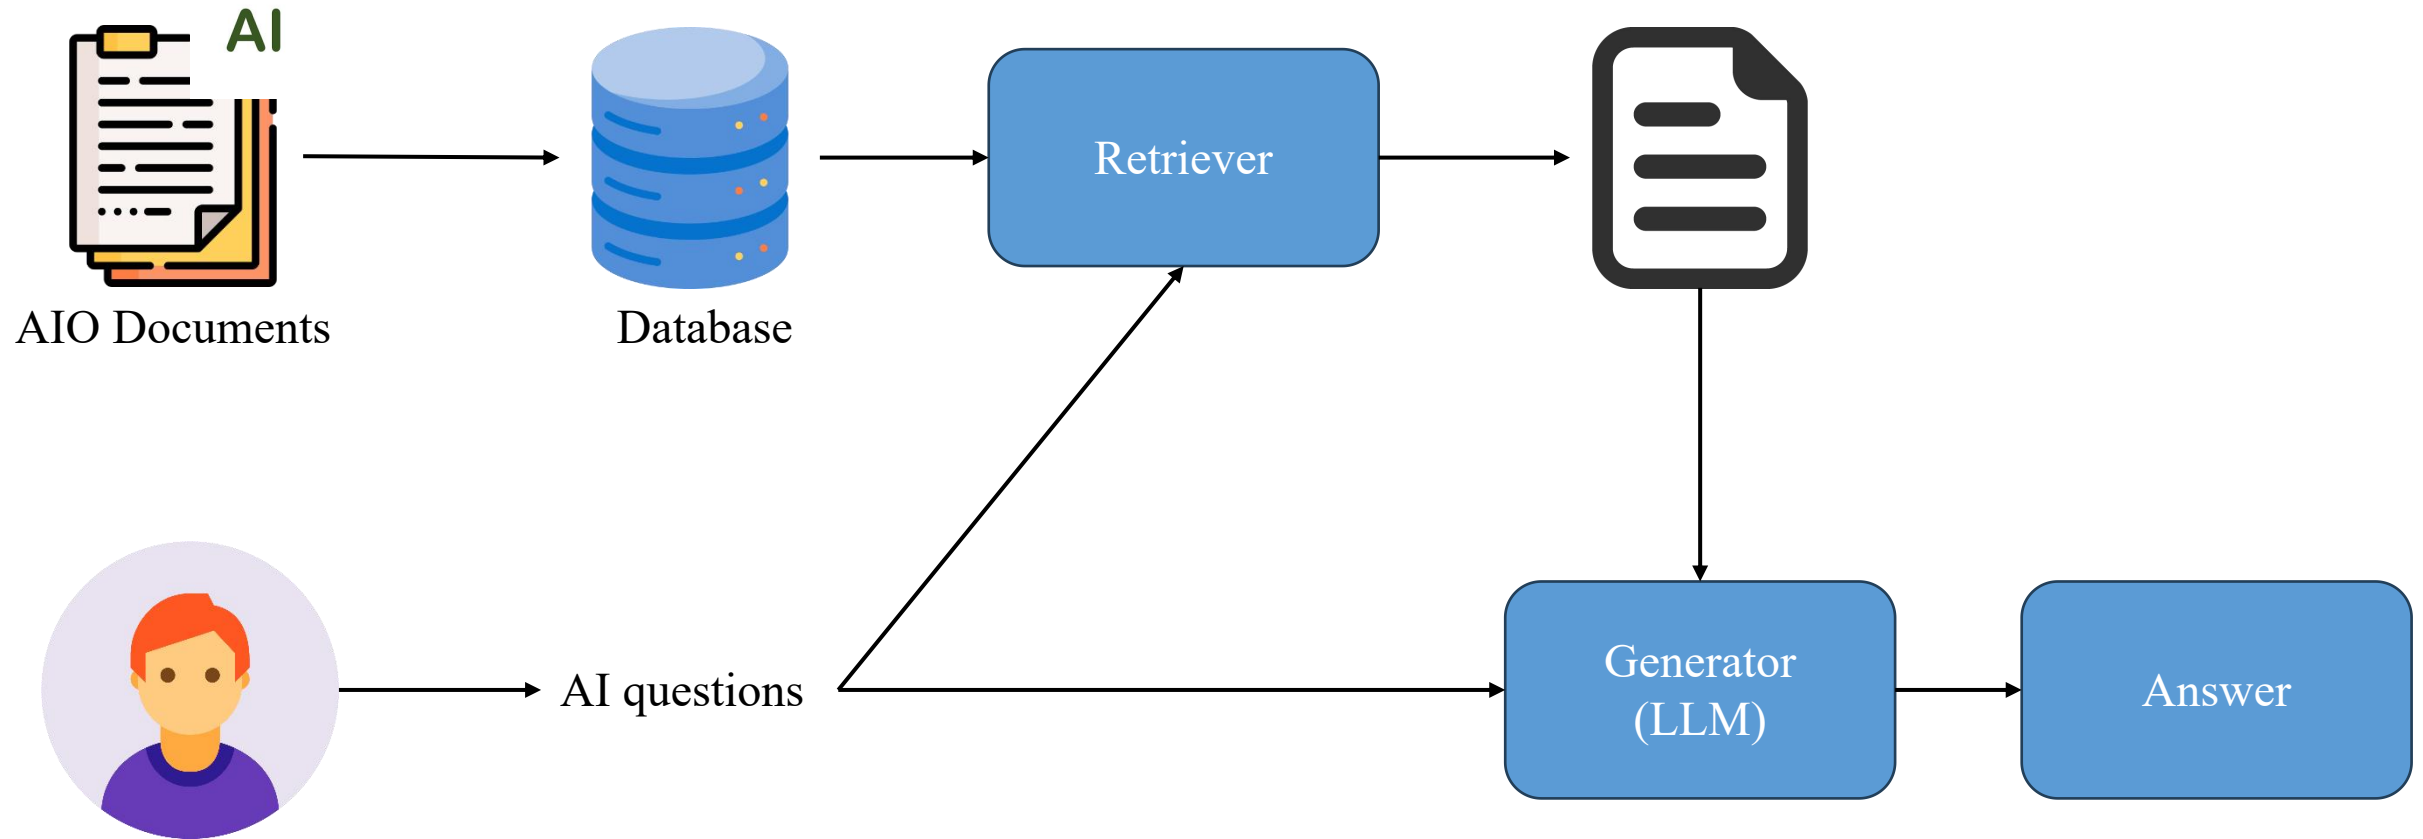 AI
Retriever
AIO Documents
Database
AI questions
Generator
(LLM)
Answer